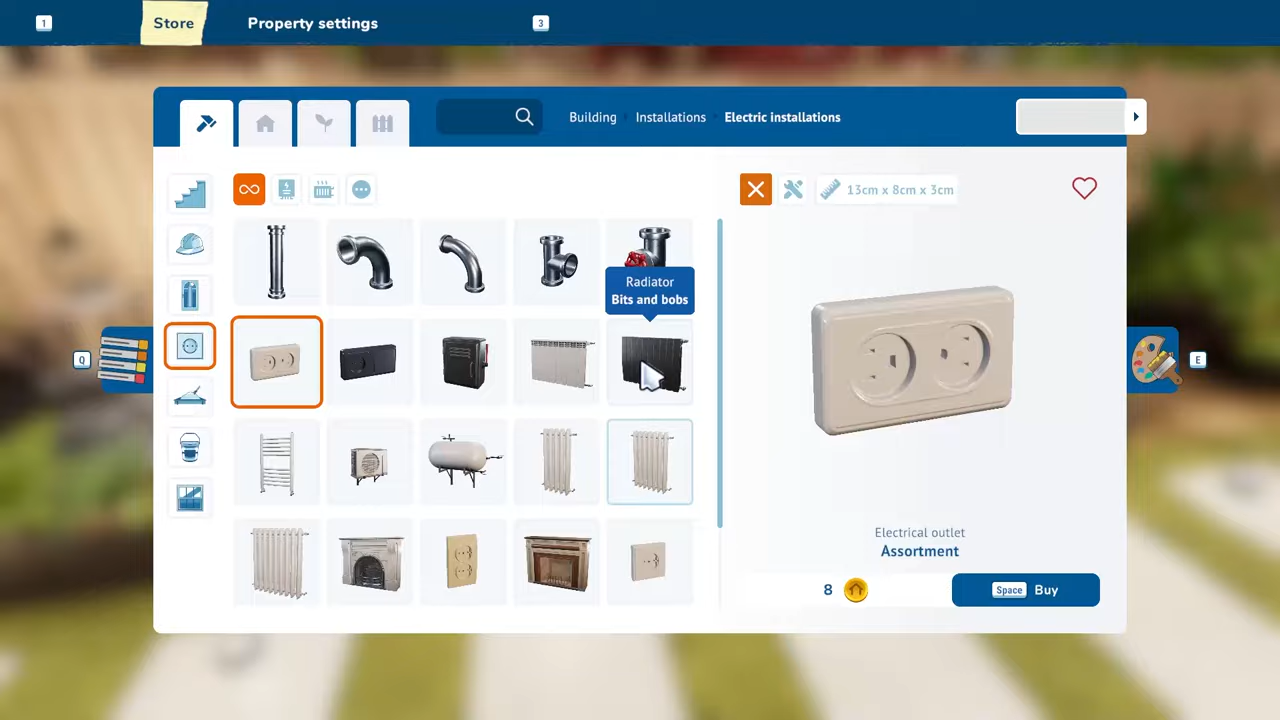 1
Store
Property settings
3
Building
Installations
Electric installations
13cm x 8cm x 3cm
Radiator
Bits and bobs
Q
E
Electrical outlet
Assortment
8
Space
Buy